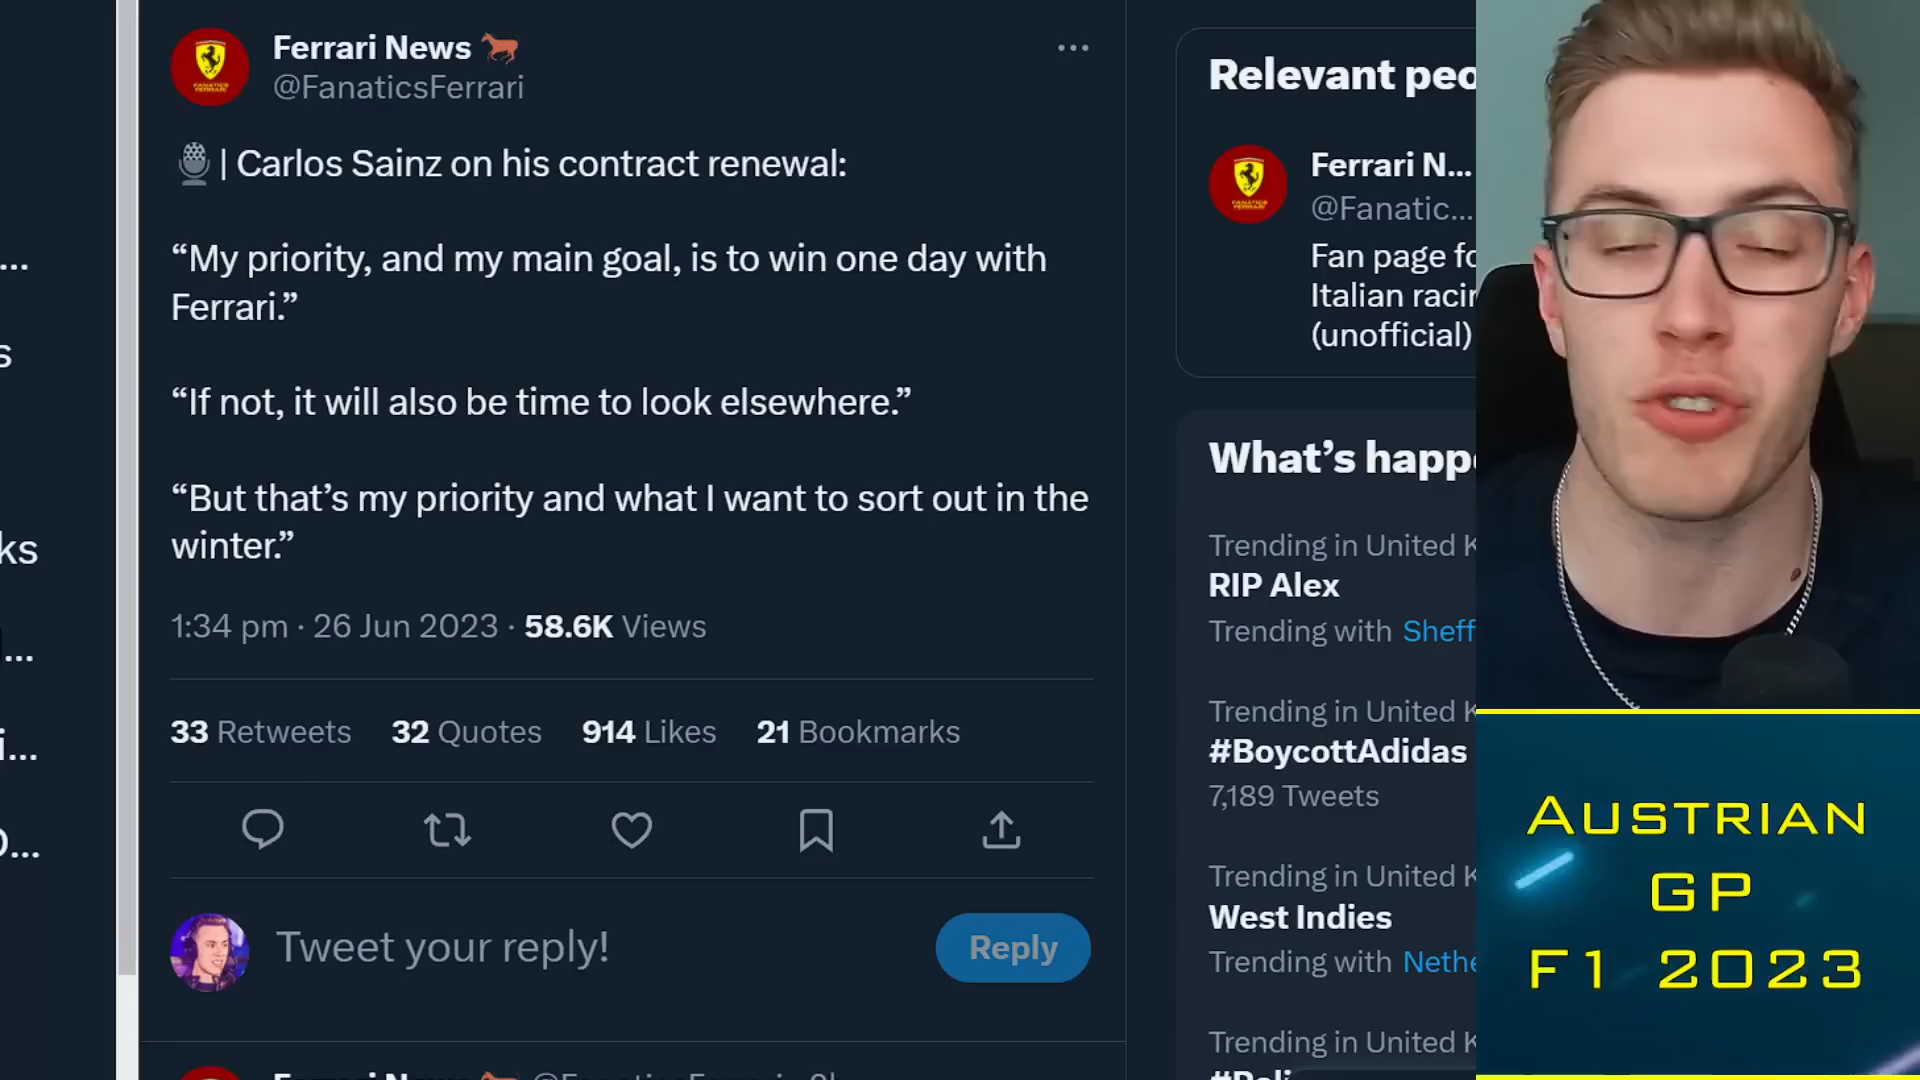 Ferrari News
@FanaticsFerrari
| Carlos Sainz on his contract renewal:
“My priority, and my main goal, is to win one day with
Ferrari.”
“If not, it will also be time to look elsewhere.”
“But that’s my priority and what I want to sort out in the
winter.”
1:34 pm · 26 Jun 2023 · 58.6K Views
33 Retweets 32 Quotes 914 Likes 21 Bookmarks
Tweet your reply!
Reply
Relevant peo
Ferrari N...
@Fanatic...
Fan page fo
Italian racin
(unofficial)
What’s happe
Trending in United K
RIP Alex
Trending with Sheff
Trending in United K
#BoycottAdidas
7,189 Tweets
Trending in United K
West Indies
Trending with Nethe
Trending in United K
AUSTRIAN
GP
F1 2023